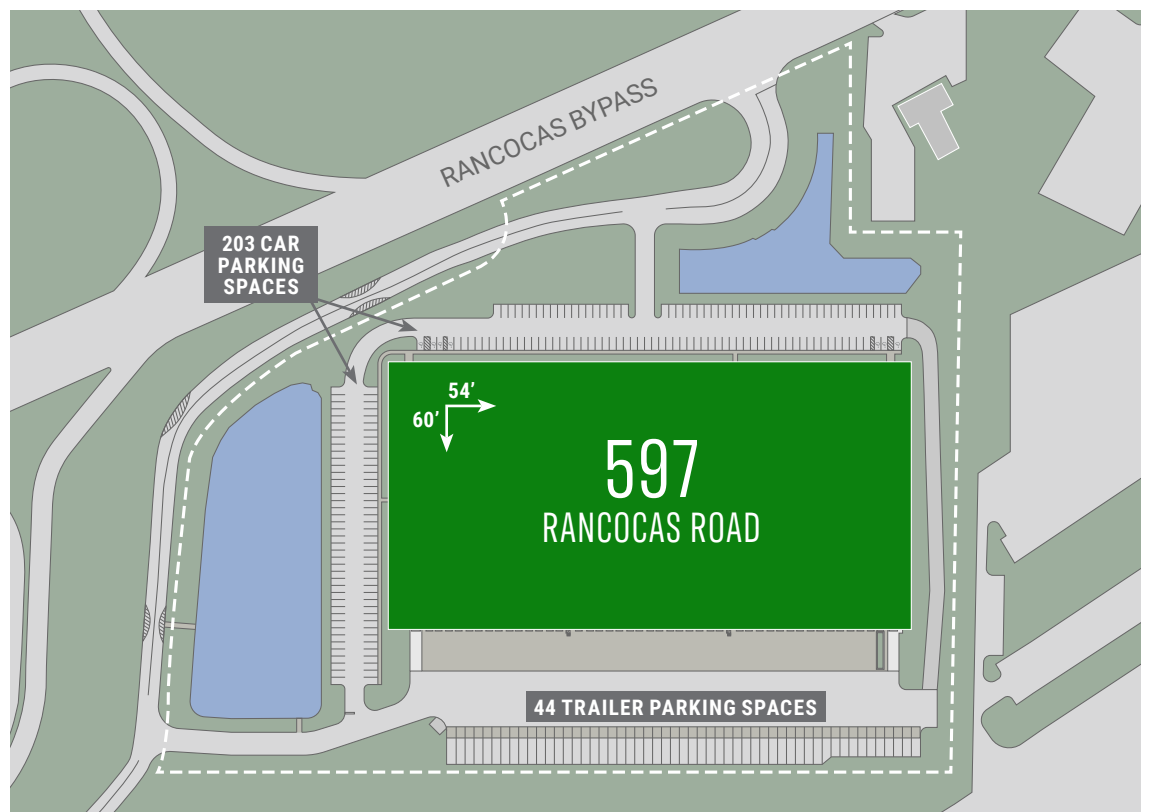 RANCOCAS BYPASS
203 CAR
PARKING
SPACES
54’
60’
597
RANCOCAS ROAD
44 TRAILER PARKING SPACES